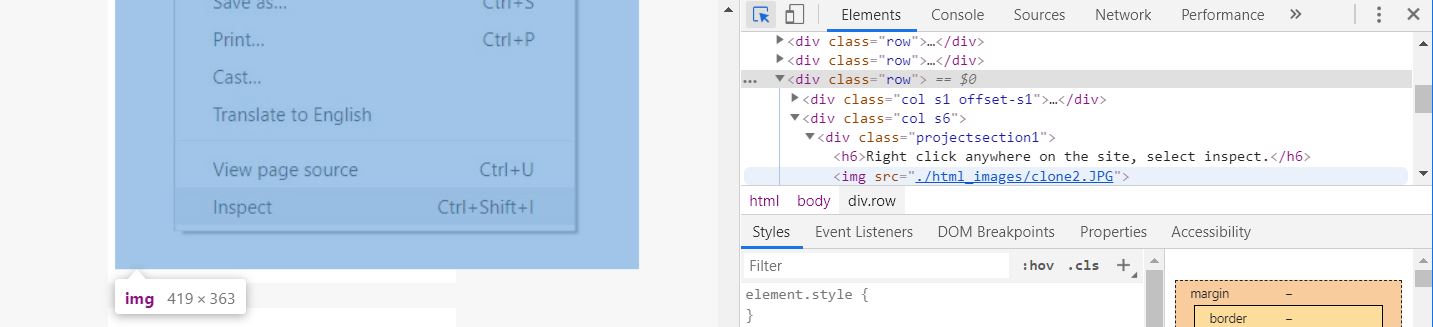 Save as... Ctrl+S
Print... Ctrl+P
Cast...
Translate to English
View page source Ctrl+U
Inspect Ctrl+Shift+I
img 419 × 363
Elements Console Sources Network Performance »
▶<div class="row">…</div>
▶<div class="row">…</div>
... ▼<div class="row"> == $0
▶<div class="col s1 offset-s1">…</div>
▼<div class="col s6">
▼<div class="projectsection1">
<h6>Right click anywhere on the site, select inspect.</h6>
<img src="./html_images/clone2.JPG">
html body div.row
Styles Event Listeners DOM Breakpoints Properties Accessibility
Filter :hov .cls +
element.style {
}
margin –
border –